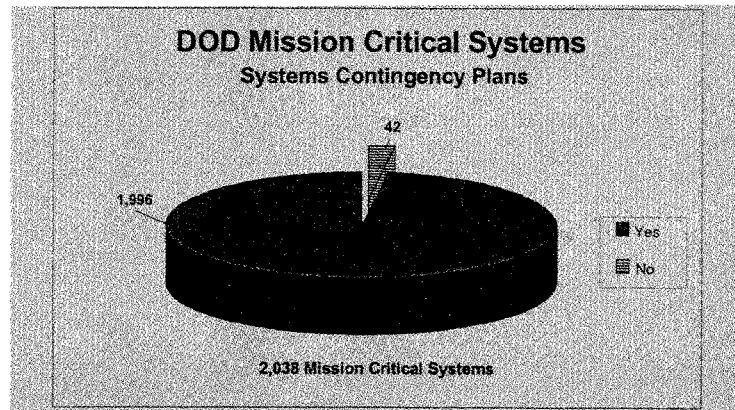 DOD Mission Critical Systems
Systems Contingency Plans
42
1,996
Yes
No
2,038 Mission Critical Systems